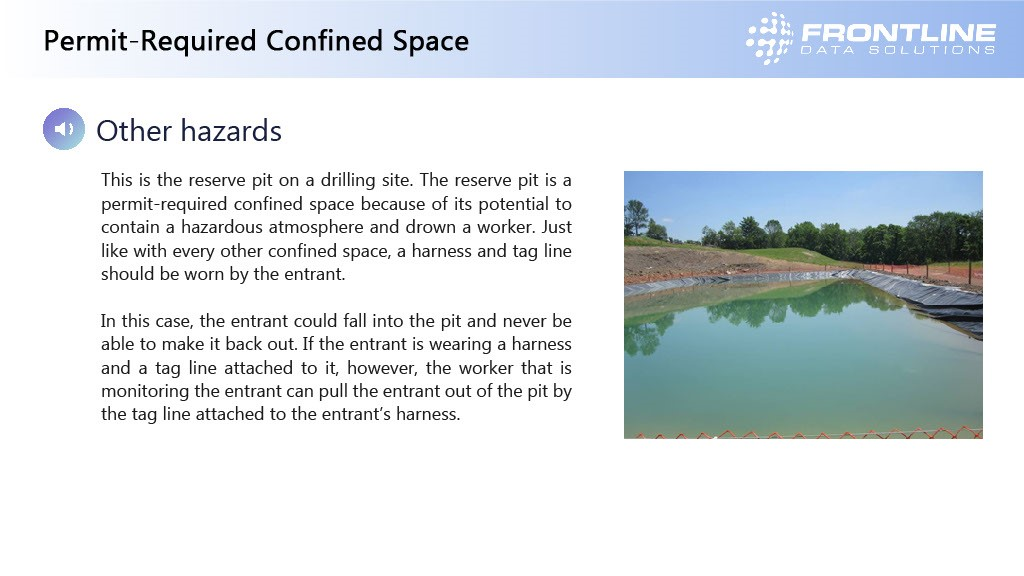 Permit-Required Confined Space
FRONTLINE
DATA SOLUTIONS
Other hazards
This is the reserve pit on a drilling site. The reserve pit is a
permit-required confined space because of its potential to
contain a hazardous atmosphere and drown a worker. Just
like with every other confined space, a harness and tag line
should be worn by the entrant.
In this case, the entrant could fall into the pit and never be
able to make it back out. If the entrant is wearing a harness
and a tag line attached to it, however, the worker that is
monitoring the entrant can pull the entrant out of the pit by
the tag line attached to the entrant’s harness.